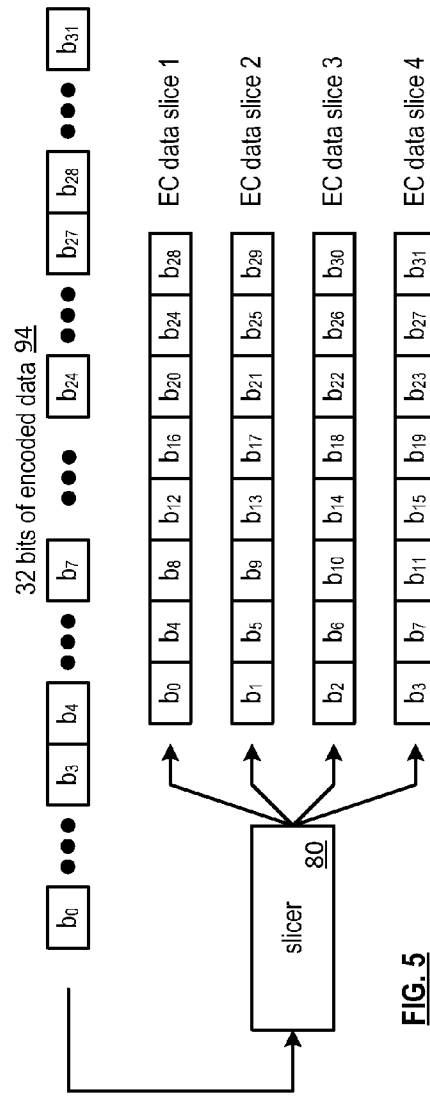 32 bits of encoded data 94
b0 ●●● b3 b4 ●●● b7 ●●● b24 ●●● b27 b28 ●●● b31
b0 b4 b8 b12 b16 b20 b24 b28 EC data slice 1
b1 b5 b9 b13 b17 b21 b25 b29 EC data slice 2
b2 b6 b10 b14 b18 b22 b26 b30 EC data slice 3
b3 b7 b11 b15 b19 b23 b27 b31 EC data slice 4
slicer
80
FIG. 5